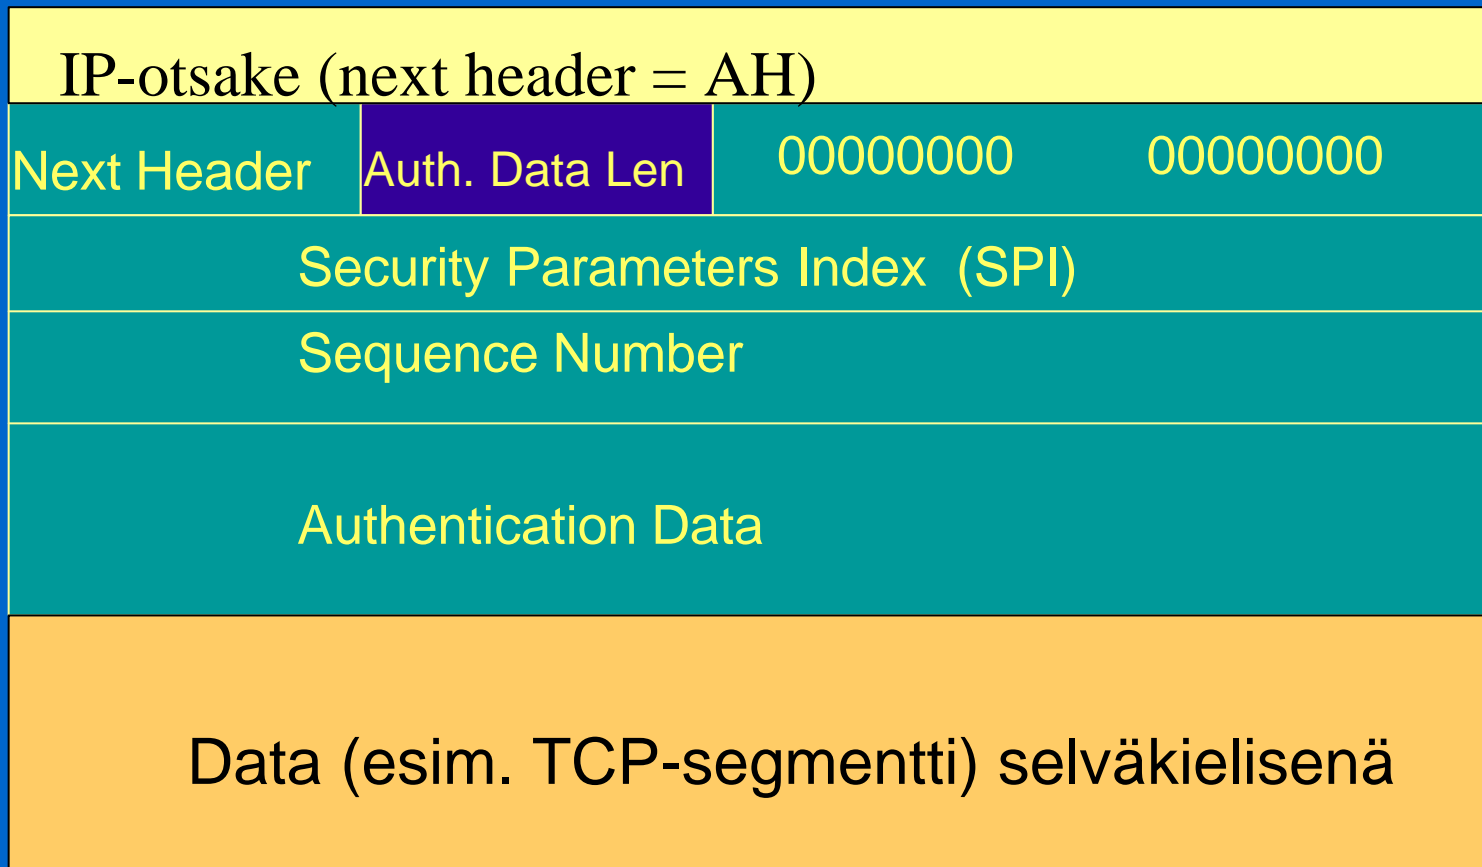 IP-otsake (next header = AH)
Next Header Auth. Data Len 00000000 00000000
Security Parameters Index (SPI)
Sequence Number
Authentication Data
Data (esim. TCP-segmentti) selväkielisenä